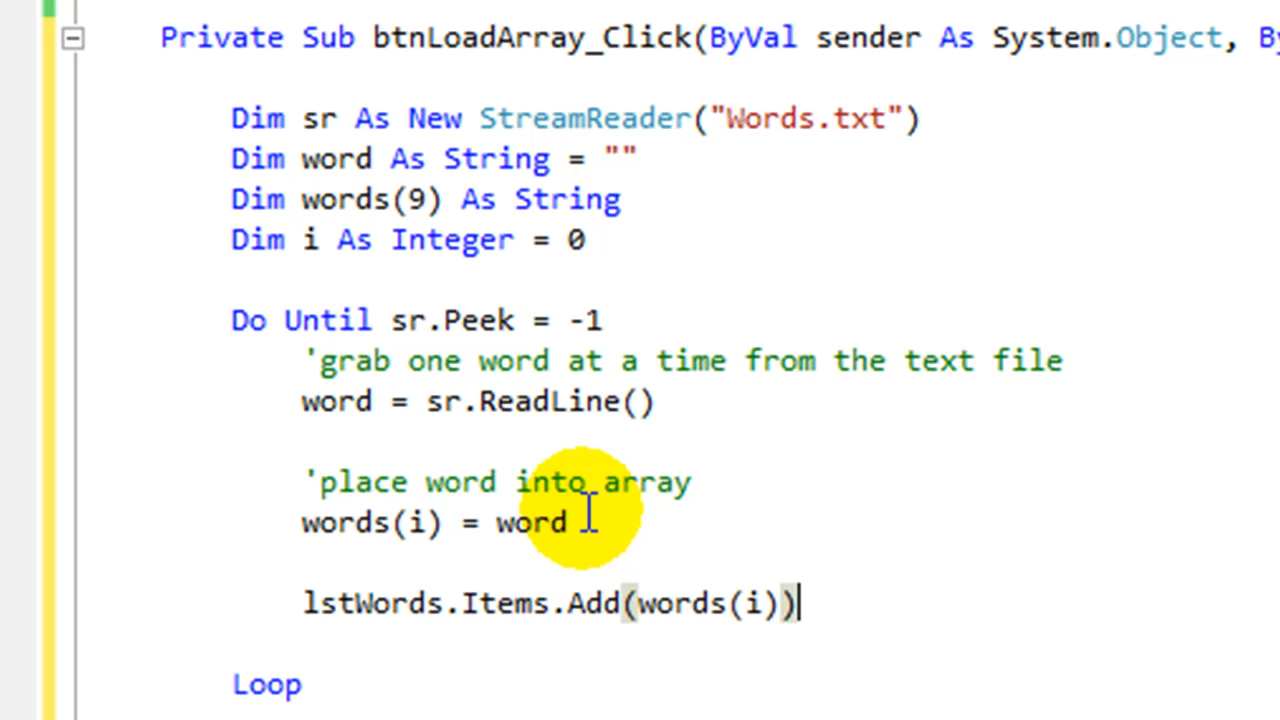 Private Sub btnLoadArray_Click(ByVal sender As System.Object, By
Dim sr As New StreamReader("Words.txt")
Dim word As String = ""
Dim words(9) As String
Dim i As Integer = 0
Do Until sr.Peek = -1
'grab one word at a time from the text file
word = sr.ReadLine()
'place word into array
words(i) = word
lstWords.Items.Add(words(i))
Loop